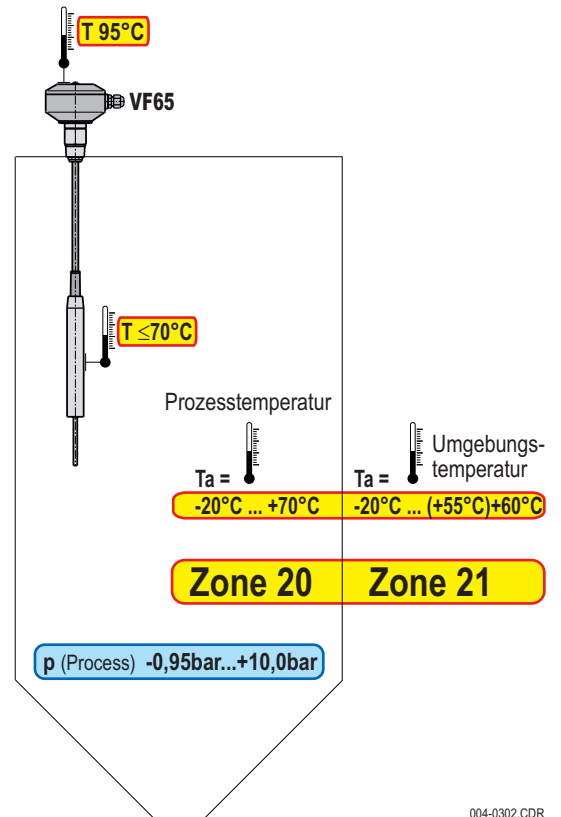 T 95°C
VF65
T ≤70°C
Prozesstemperatur
Umgebungs-
temperatur
Ta =
Ta =
-20°C ... +70°C
-20°C ... (+55°C)+60°C
Zone 20
Zone 21
p (Process) -0,95bar...+10,0bar
004-0302.CDR